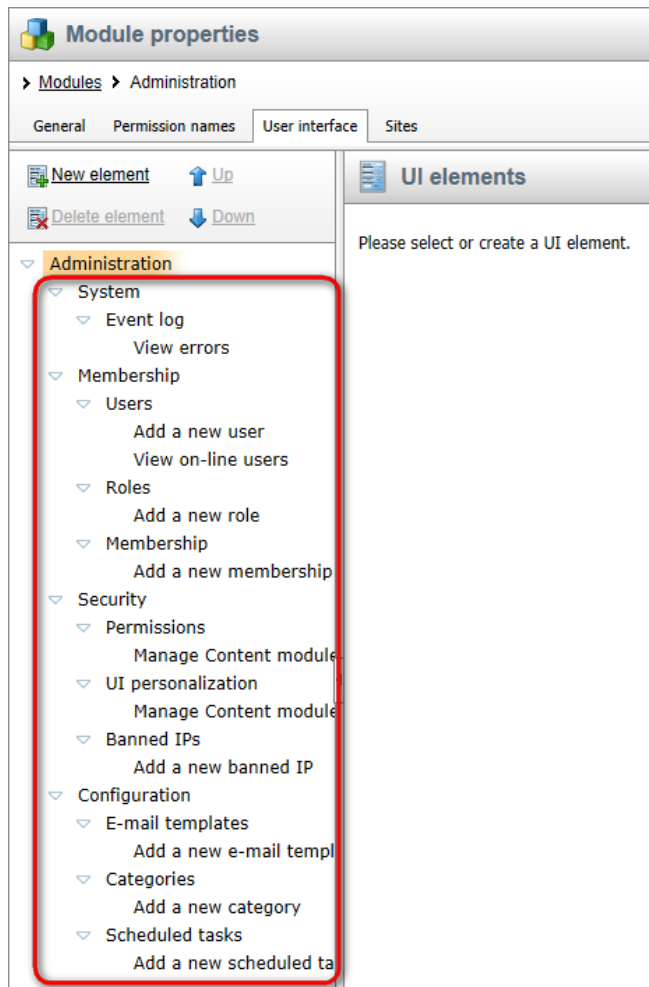 Module properties
Modules > Administration
General Permission names User interface Sites
New element Up
Delete element Down
UI elements
Please select or create a UI element.
Administration
System
Event log
View errors
Membership
Users
Add a new user
View on-line users
Roles
Add a new role
Membership
Add a new membership
Security
Permissions
Manage Content module
UI personalization
Manage Content module
Banned IPs
Add a new banned IP
Configuration
E-mail templates
Add a new e-mail templ
Categories
Add a new category
Scheduled tasks
Add a new scheduled ta